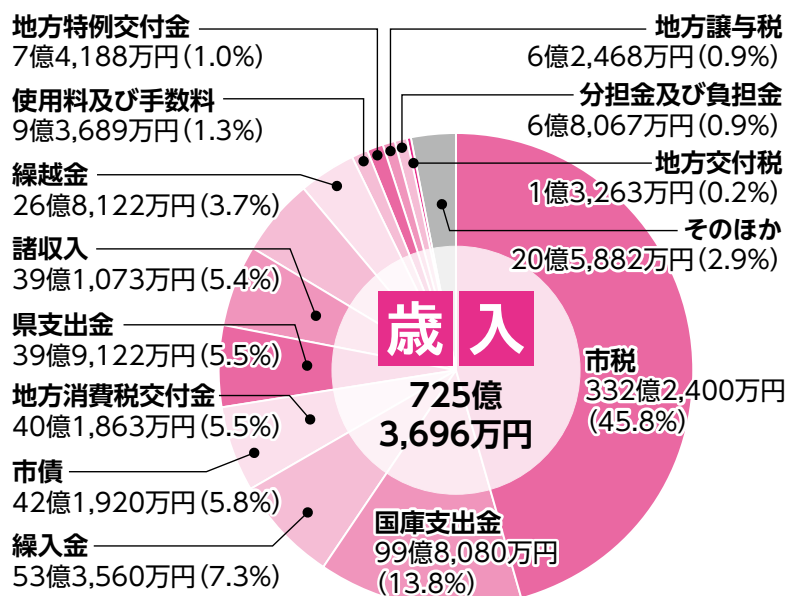 地方特例交付金
7億4,188万円(1.0%)
使用料及び手数料
9億3,689万円(1.3%)
繰越金
26億8,122万円(3.7%)
諸収入
39億1,073万円(5.4%)
県支出金
39億9,122万円(5.5%)
地方消費税交付金
40億1,863万円(5.5%)
市債
42億1,920万円(5.8%)
繰入金
53億3,560万円(7.3%)
地方譲与税
6億2,468万円(0.9%)
分担金及び負担金
6億8,067万円(0.9%)
地方交付税
1億3,263万円(0.2%)
そのほか
20億5,882万円(2.9%)
歳入
725億
3,696万円
市税
332億2,400万円
(45.8%)
国庫支出金
99億8,080万円
(13.8%)